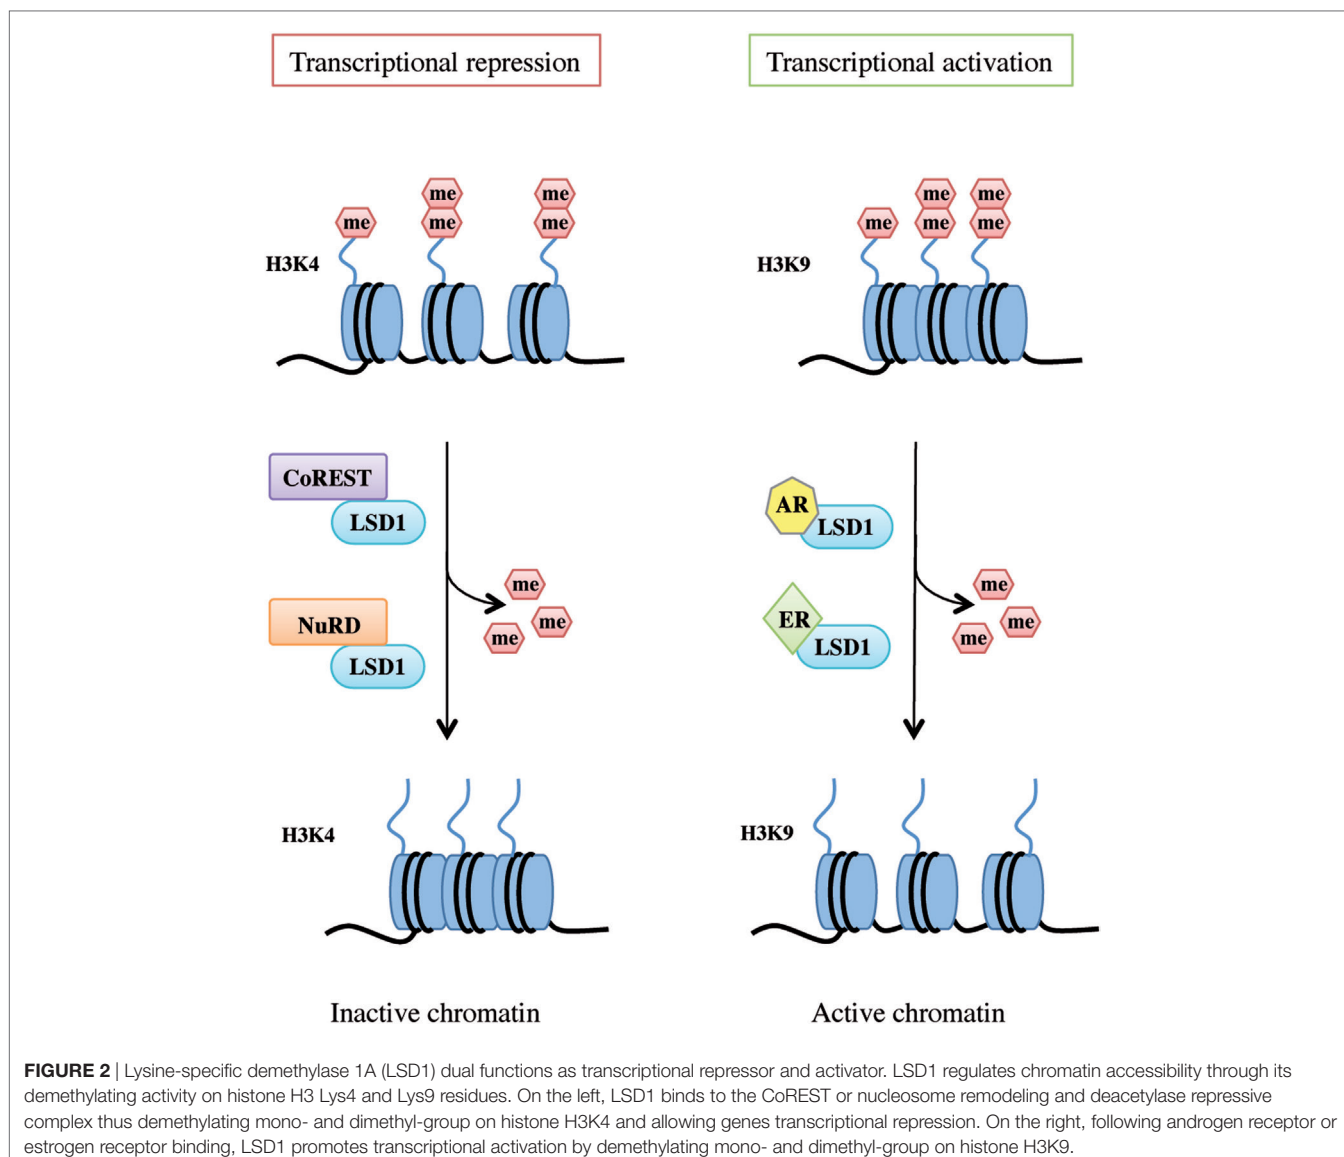 Transcriptional repression
Transcriptional activation
me me me
me me
H3K4
me me me
me me
H3K9
CoREST
LSD1
NuRD
LSD1
me
me
me
AR
LSD1
ER
LSD1
me
me
me
H3K4
H3K9
Inactive chromatin
Active chromatin
FIGURE 2 | Lysine-specific demethylase 1A (LSD1) dual functions as transcriptional repressor and activator. LSD1 regulates chromatin accessibility through its
demethylating activity on histone H3 Lys4 and Lys9 residues. On the left, LSD1 binds to the CoREST or nucleosome remodeling and deacetylase repressive
complex thus demethylating mono- and dimethyl-group on histone H3K4 and allowing genes transcriptional repression. On the right, following androgen receptor or
estrogen receptor binding, LSD1 promotes transcriptional activation by demethylating mono- and dimethyl-group on histone H3K9.